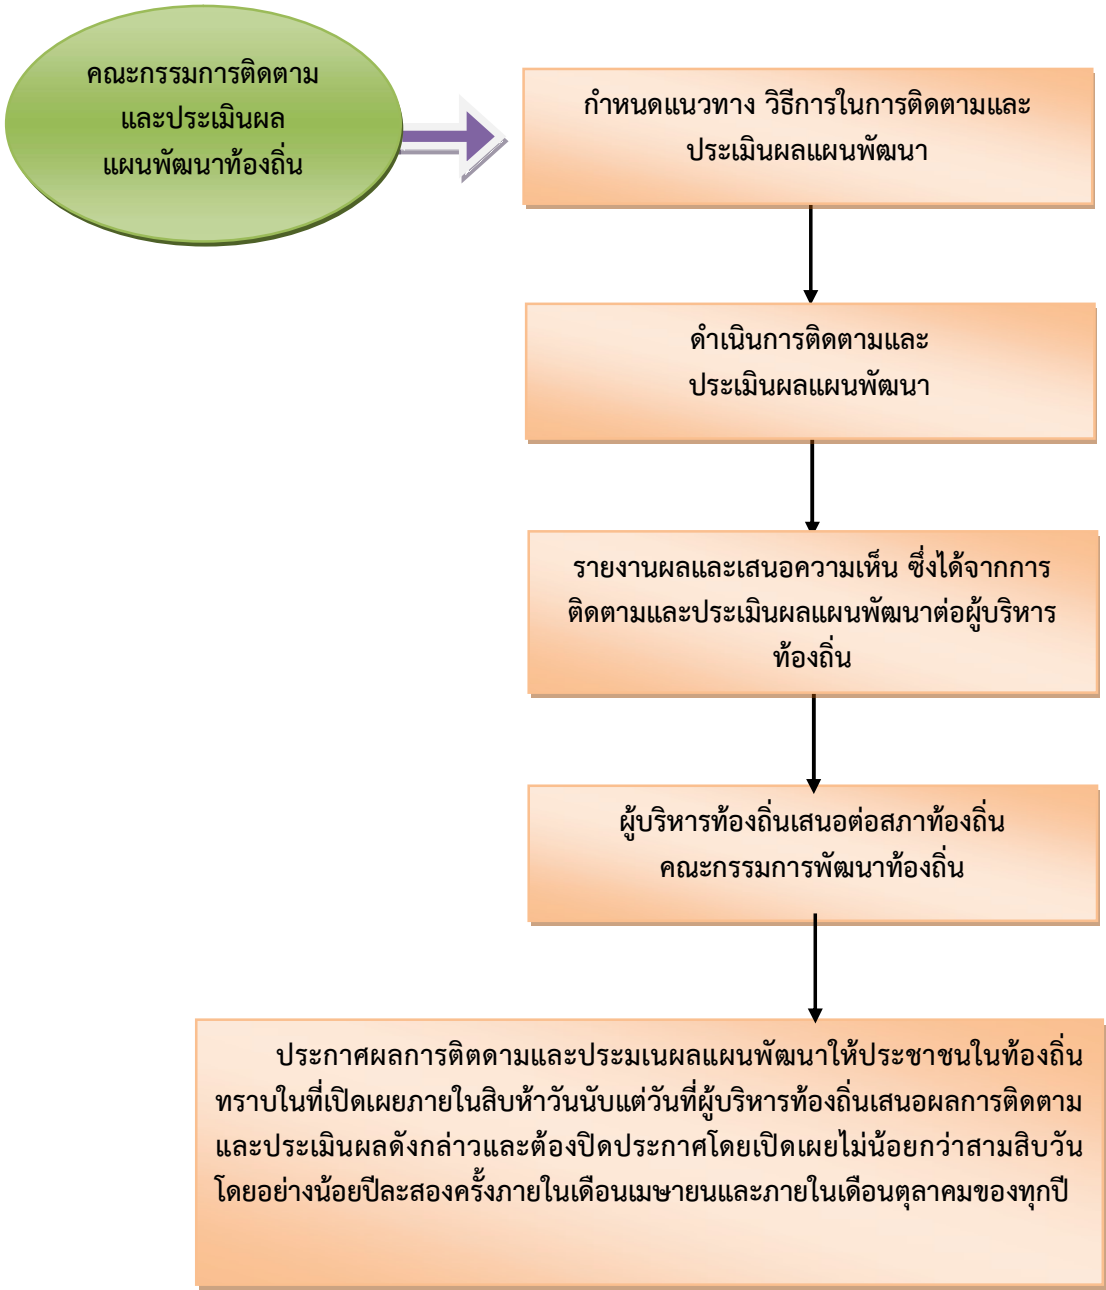 คณะกรรมการติดตาม
และประเมินผล
แผนพัฒนาท้องถิ่น
กำหนดแนวทาง วิธีการในการติดตามและ
ประเมินผลแผนพัฒนา
ดำเนินการติดตามและ
ประเมินผลแผนพัฒนา
รายงานผลและเสนอความเห็น ซึ่งได้จากการ
ติดตามและประเมินผลแผนพัฒนาต่อผู้บริหาร
ท้องถิ่น
ผู้บริหารท้องถิ่นเสนอต่อสภาท้องถิ่น
คณะกรรมการพัฒนาท้องถิ่น
ประกาศผลการติตดามและประมเนผลแผนพัฒนาให้ประชาชนในท้องถิ่น
ทราบในที่เปิดเผยภายในสิบห้าวันนับแต่วันที่ผู้บริหารท้องถิ่นเสนอผลการติดตาม
และประเมินผลดังกล่าวและต้องปิดประกาศโดยเปิดเผยไม่น้อยกว่าสามสิบวัน
โดยอย่างน้อยปีละสองครั้งภายในเดือนเมษายนและภายในเดือนตุลาคมของทุกปี